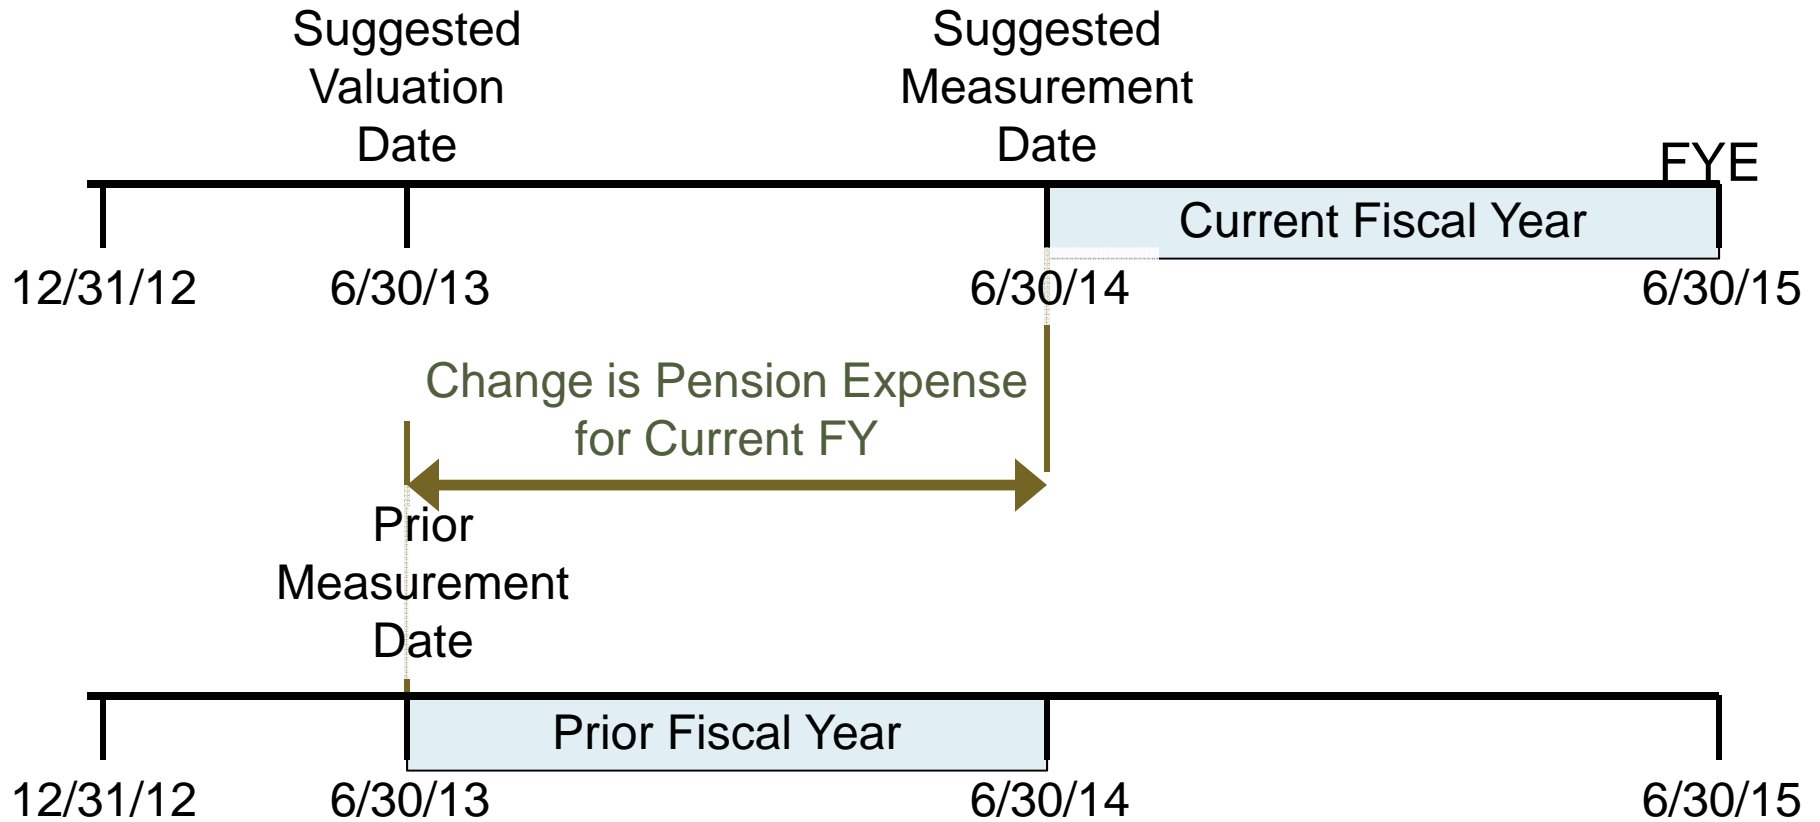 Suggested
Valuation
Date
Suggested
Measurement
Date
FYE
Current Fiscal Year
12/31/12
6/30/13
6/30/14
6/30/15
Change is Pension Expense
for Current FY
Prior
Measurement
Date
Prior Fiscal Year
12/31/12
6/30/13
6/30/14
6/30/15